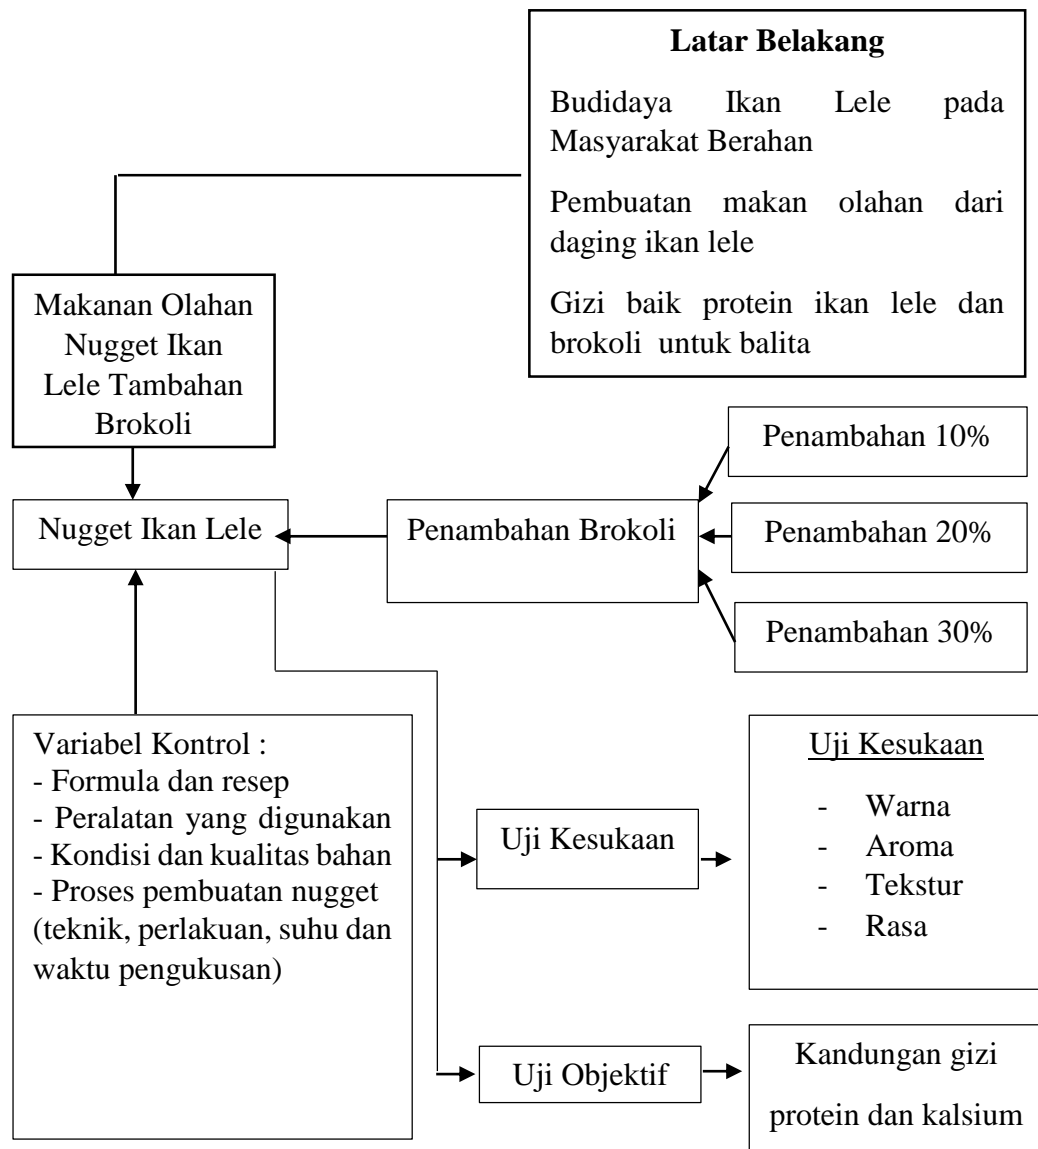 Latar Belakang
Budidaya Ikan Lele pada
Masyarakat Berahan
Pembuatan makan olahan dari
daging ikan lele
Gizi baik protein ikan lele dan
brokoli untuk balita
Makanan Olahan
Nugget Ikan
Lele Tambahan
Brokoli
Penambahan 10%
Nugget Ikan Lele
Penambahan Brokoli
Penambahan 20%
Penambahan 30%
Variabel Kontrol :
- Formula dan resep
- Peralatan yang digunakan
- Kondisi dan kualitas bahan
- Proses pembuatan nugget
(teknik, perlakuan, suhu dan
waktu pengukusan)
Uji Kesukaan
Uji Kesukaan
- Warna
- Aroma
- Tekstur
- Rasa
Uji Objektif
Kandungan gizi
protein dan kalsium